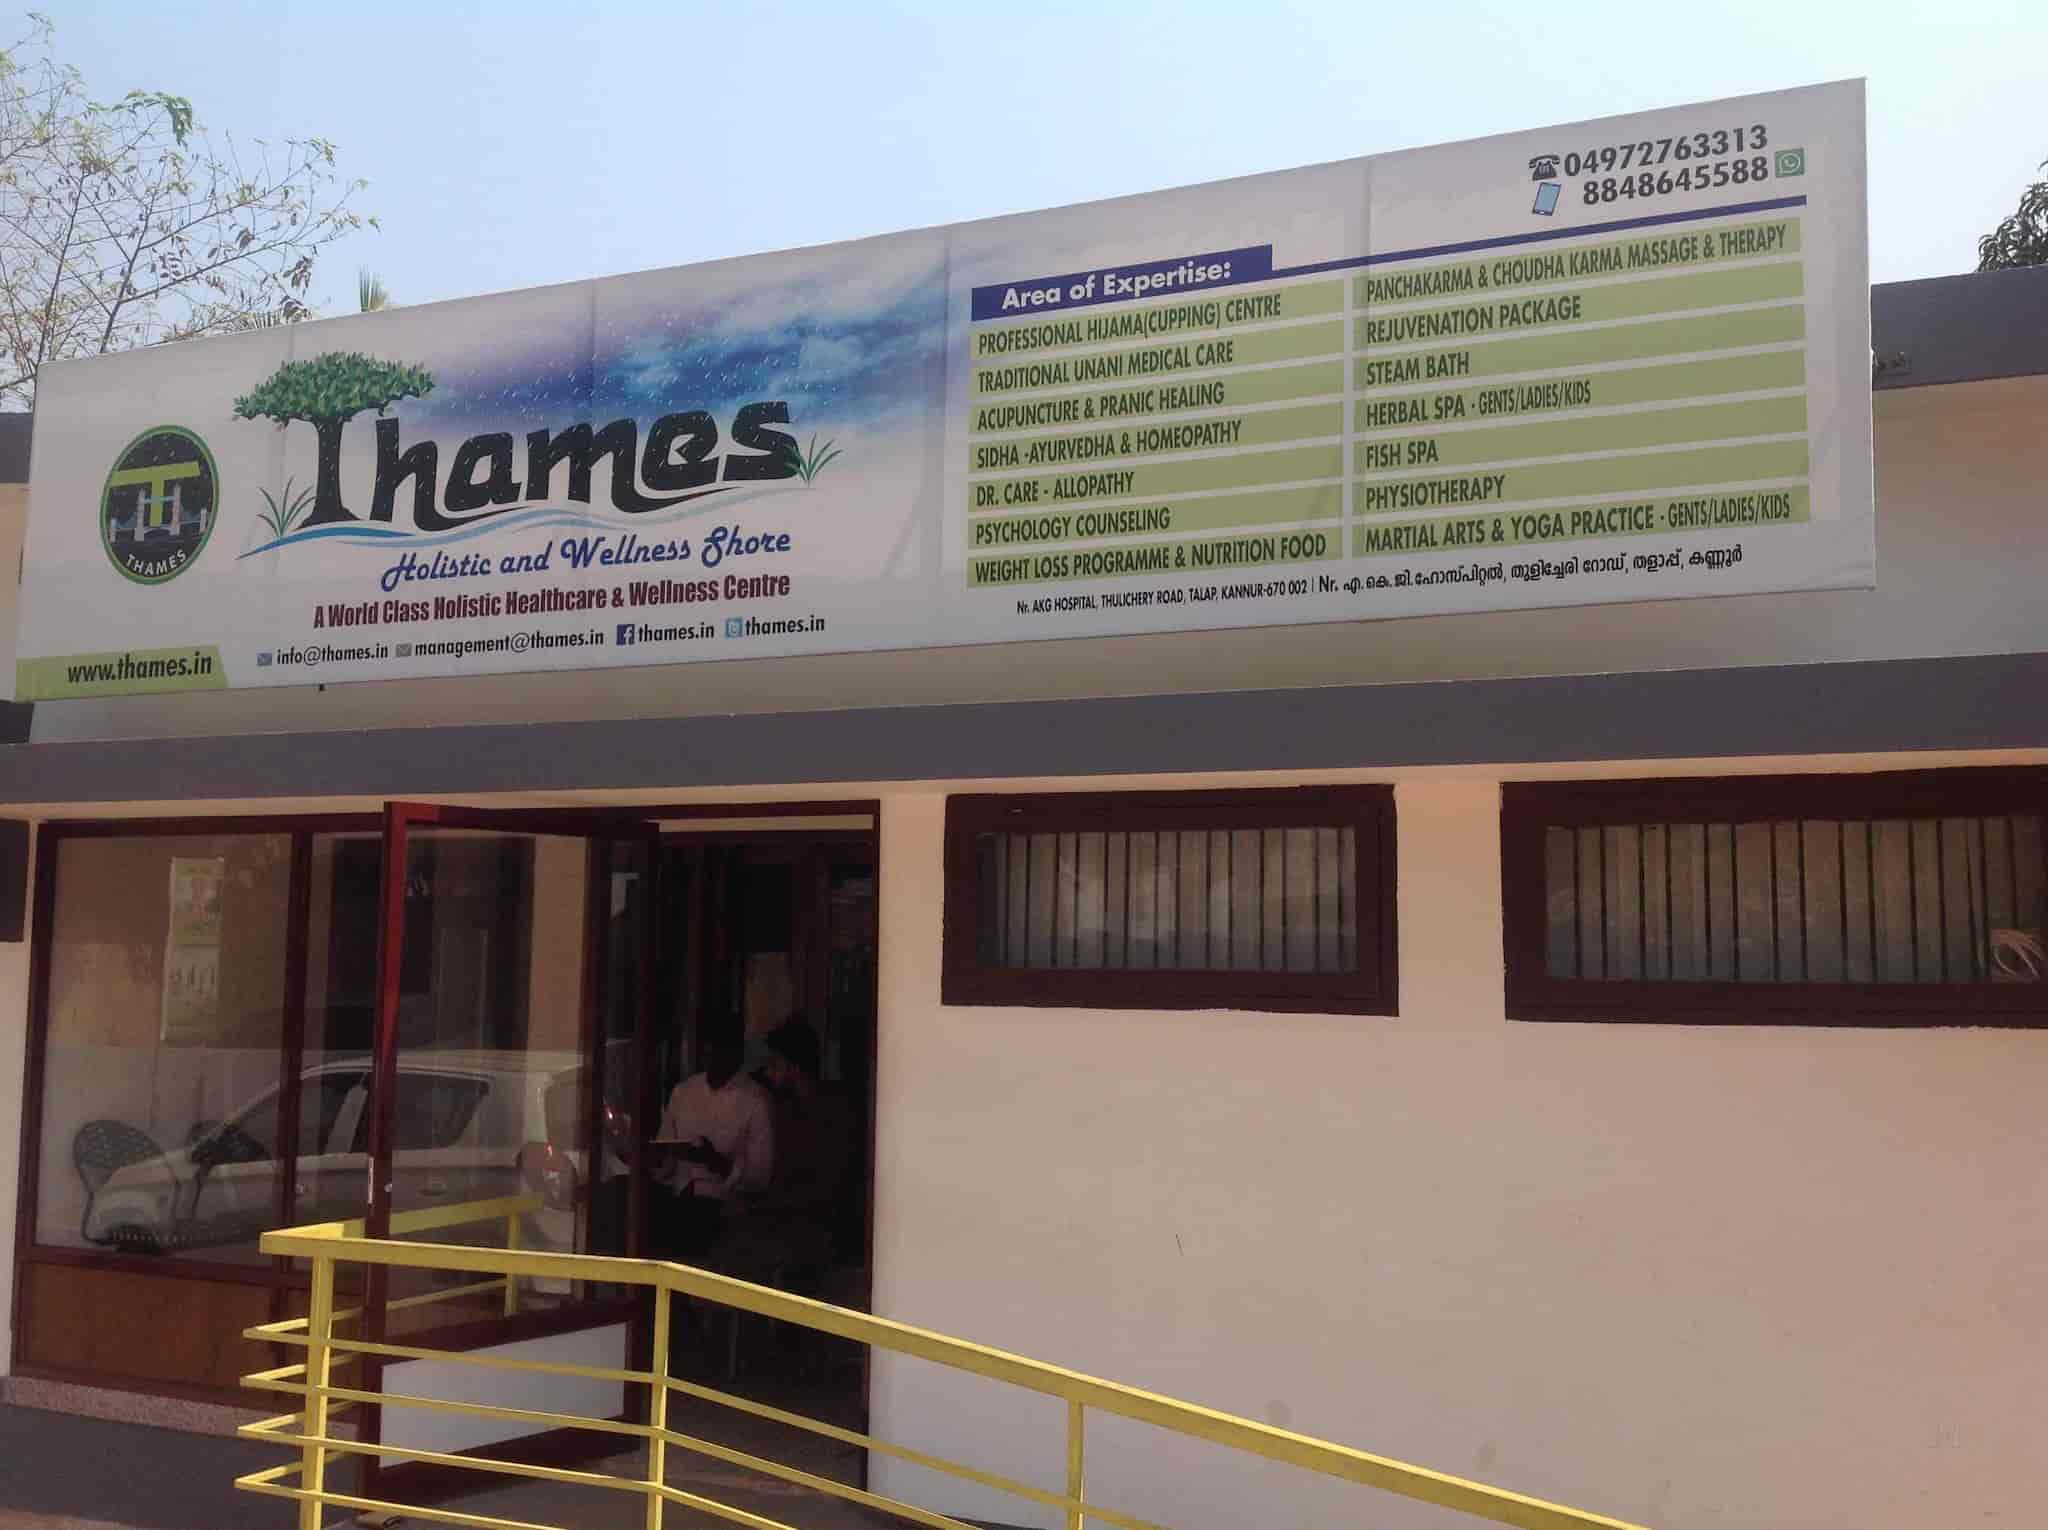 THAMES
Thames
Holistic and Wellness Shore
A World Class Holistic Healthcare & Wellness Centre
www.thames.in
info@thames.in management@thames.in thames.in thames.in
04972763313
8848645588
Area of Expertise:
PROFESSIONAL HIJAMA(CUPPING) CENTRE
TRADITIONAL UNANI MEDICAL CARE
ACUPUNCTURE & PRANIC HEALING
SIDHA -AYURVEDHA & HOMEOPATHY
DR. CARE - ALLOPATHY
PSYCHOLOGY COUNSELING
WEIGHT LOSS PROGRAMME & NUTRITION FOOD
PANCHAKARMA & CHOUDHA KARMA MASSAGE & THERAPY
REJUVENATION PACKAGE
STEAM BATH
HERBAL SPA - GENTS/LADIES/KIDS
FISH SPA
PHYSIOTHERAPY
MARTIAL ARTS & YOGA PRACTICE - GENTS/LADIES/KIDS
Nr. AKG HOSPITAL, THULICHERY ROAD, TALAP, KANNUR-670 002 | Nr. എ.കെ.ജി.ഹോസ്പിറ്റൽ, തുളിച്ചേരി റോഡ്, തളാപ്പ്, കണ്ണൂർ